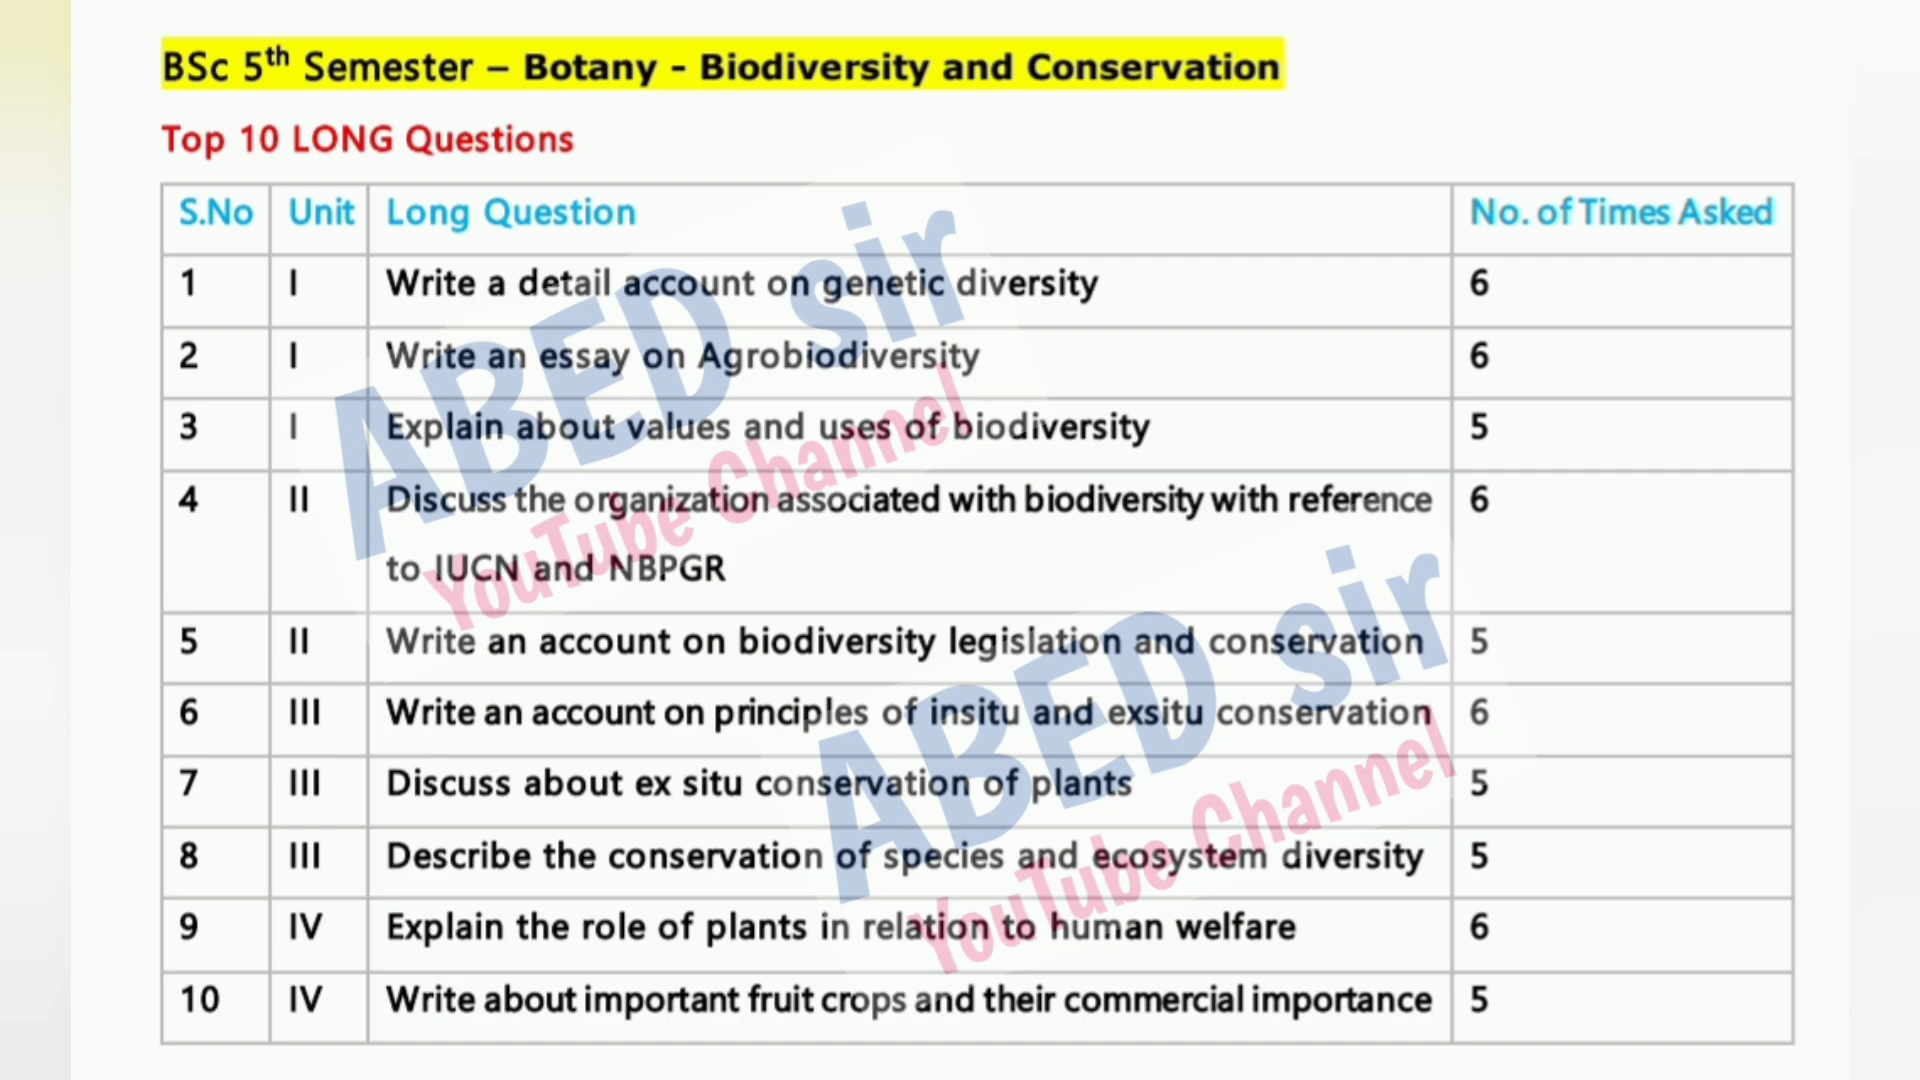 BSc 5th Semester – Botany - Biodiversity and Conservation
Top 10 LONG Questions
S.No Unit Long Question No. of Times Asked
1 I Write a detail account on genetic diversity 6
2 I Write an essay on Agrobiodiversity 6
3 I Explain about values and uses of biodiversity 5
4 II Discuss the organization associated with biodiversity with reference 6
to IUCN and NBPGR
5 II Write an account on biodiversity legislation and conservation 5
6 III Write an account on principles of insitu and exsitu conservation 6
7 III Discuss about ex situ conservation of plants 5
8 III Describe the conservation of species and ecosystem diversity 5
9 IV Explain the role of plants in relation to human welfare 6
10 IV Write about important fruit crops and their commercial importance 5
ABED sir
YouTube Channel
ABED sir
YouTube Channel